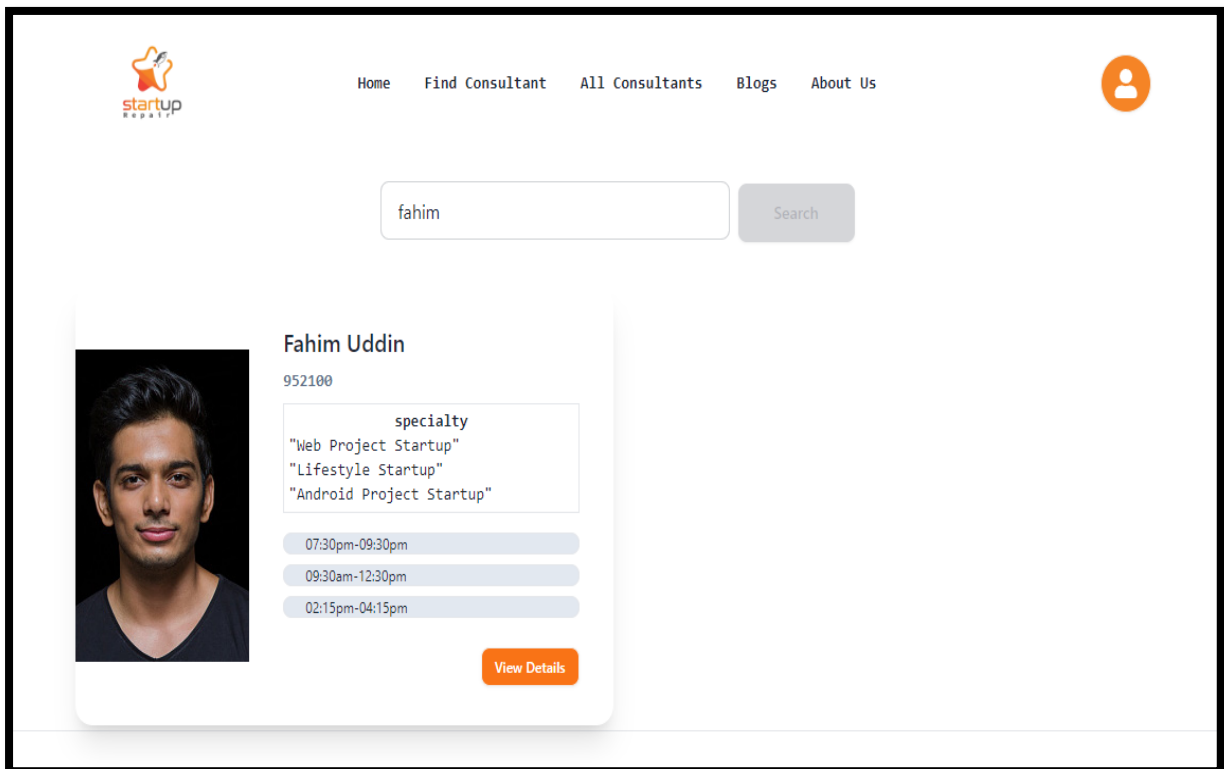 startup
Repair
Home Find Consultant All Consultants Blogs About Us
fahim Search
Fahim Uddin
952100
specialty
"Web Project Startup"
"Lifestyle Startup"
"Android Project Startup"
07:30pm-09:30pm
09:30am-12:30pm
02:15pm-04:15pm
View Details